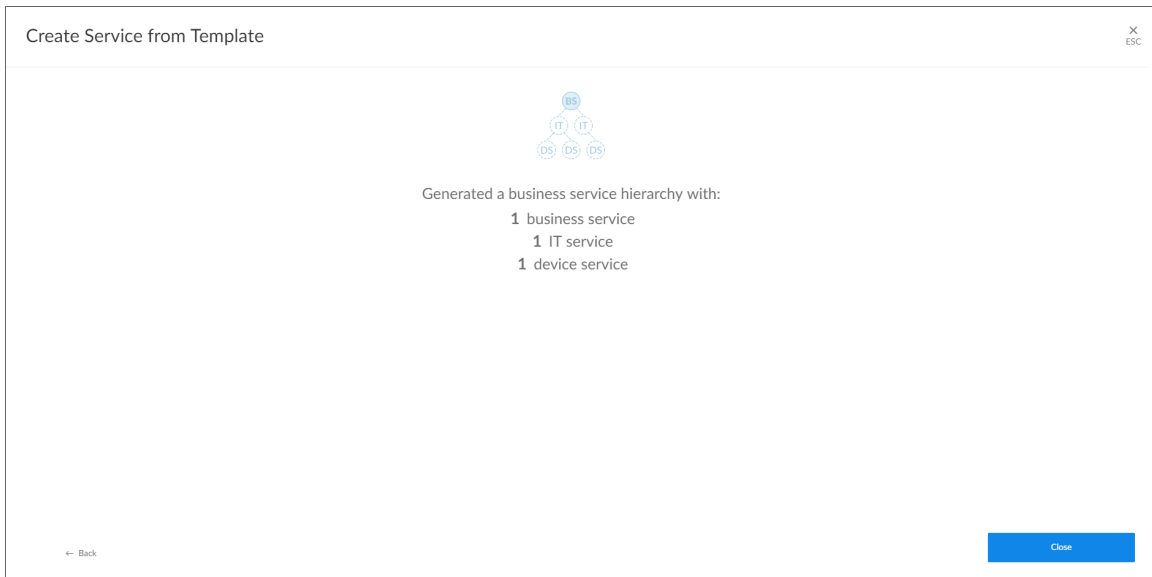 Create Service from Template
×
ESC
BS
IT IT
DS DS DS
Generated a business service hierarchy with:
1 business service
1 IT service
1 device service
← Back
Close